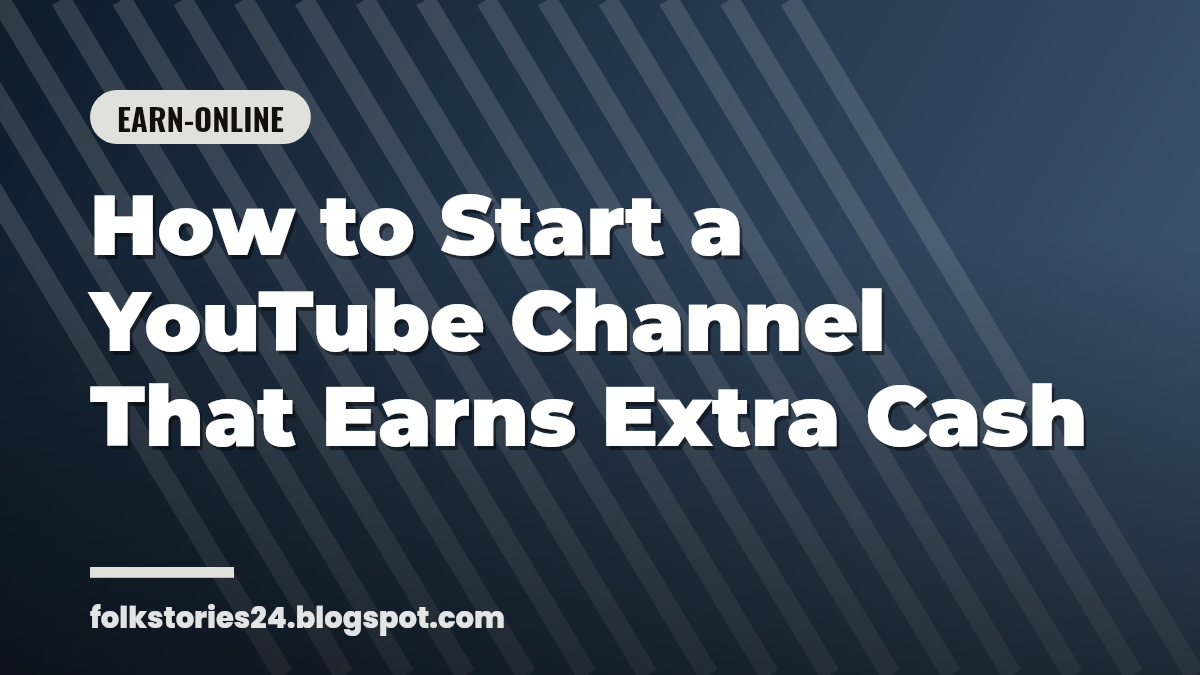 EARN-ONLINE
How to Start a
YouTube Channel
That Earns Extra Cash
folkstories24.blogspot.com